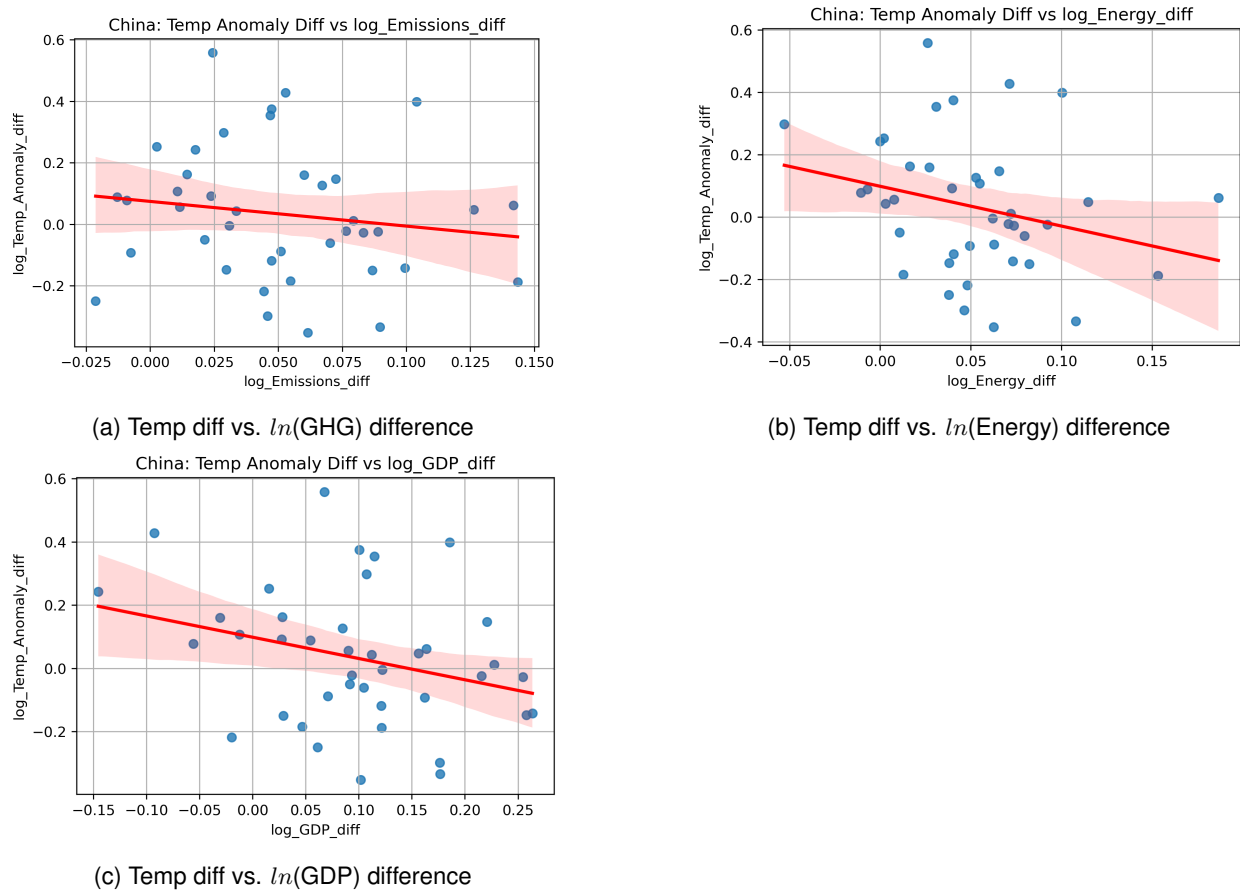 China: Temp Anomaly Diff vs log_Emissions_diff
0.6
0.4
0.2
0.0
−0.2
log_Temp_Anomaly_diff
−0.025 0.000 0.025 0.050 0.075 0.100 0.125 0.150
log_Emissions_diff
(a) Temp diff vs. ln(GHG) difference
China: Temp Anomaly Diff vs log_Energy_diff
0.6
0.4
0.2
0.0
−0.2
−0.4
log_Temp_Anomaly_diff
−0.05 0.00 0.05 0.10 0.15
log_Energy_diff
(b) Temp diff vs. ln(Energy) difference
China: Temp Anomaly Diff vs log_GDP_diff
0.6
0.4
0.2
0.0
−0.2
log_Temp_Anomaly_diff
−0.15 −0.10 −0.05 0.00 0.05 0.10 0.15 0.20 0.25
log_GDP_diff
(c) Temp diff vs. ln(GDP) difference